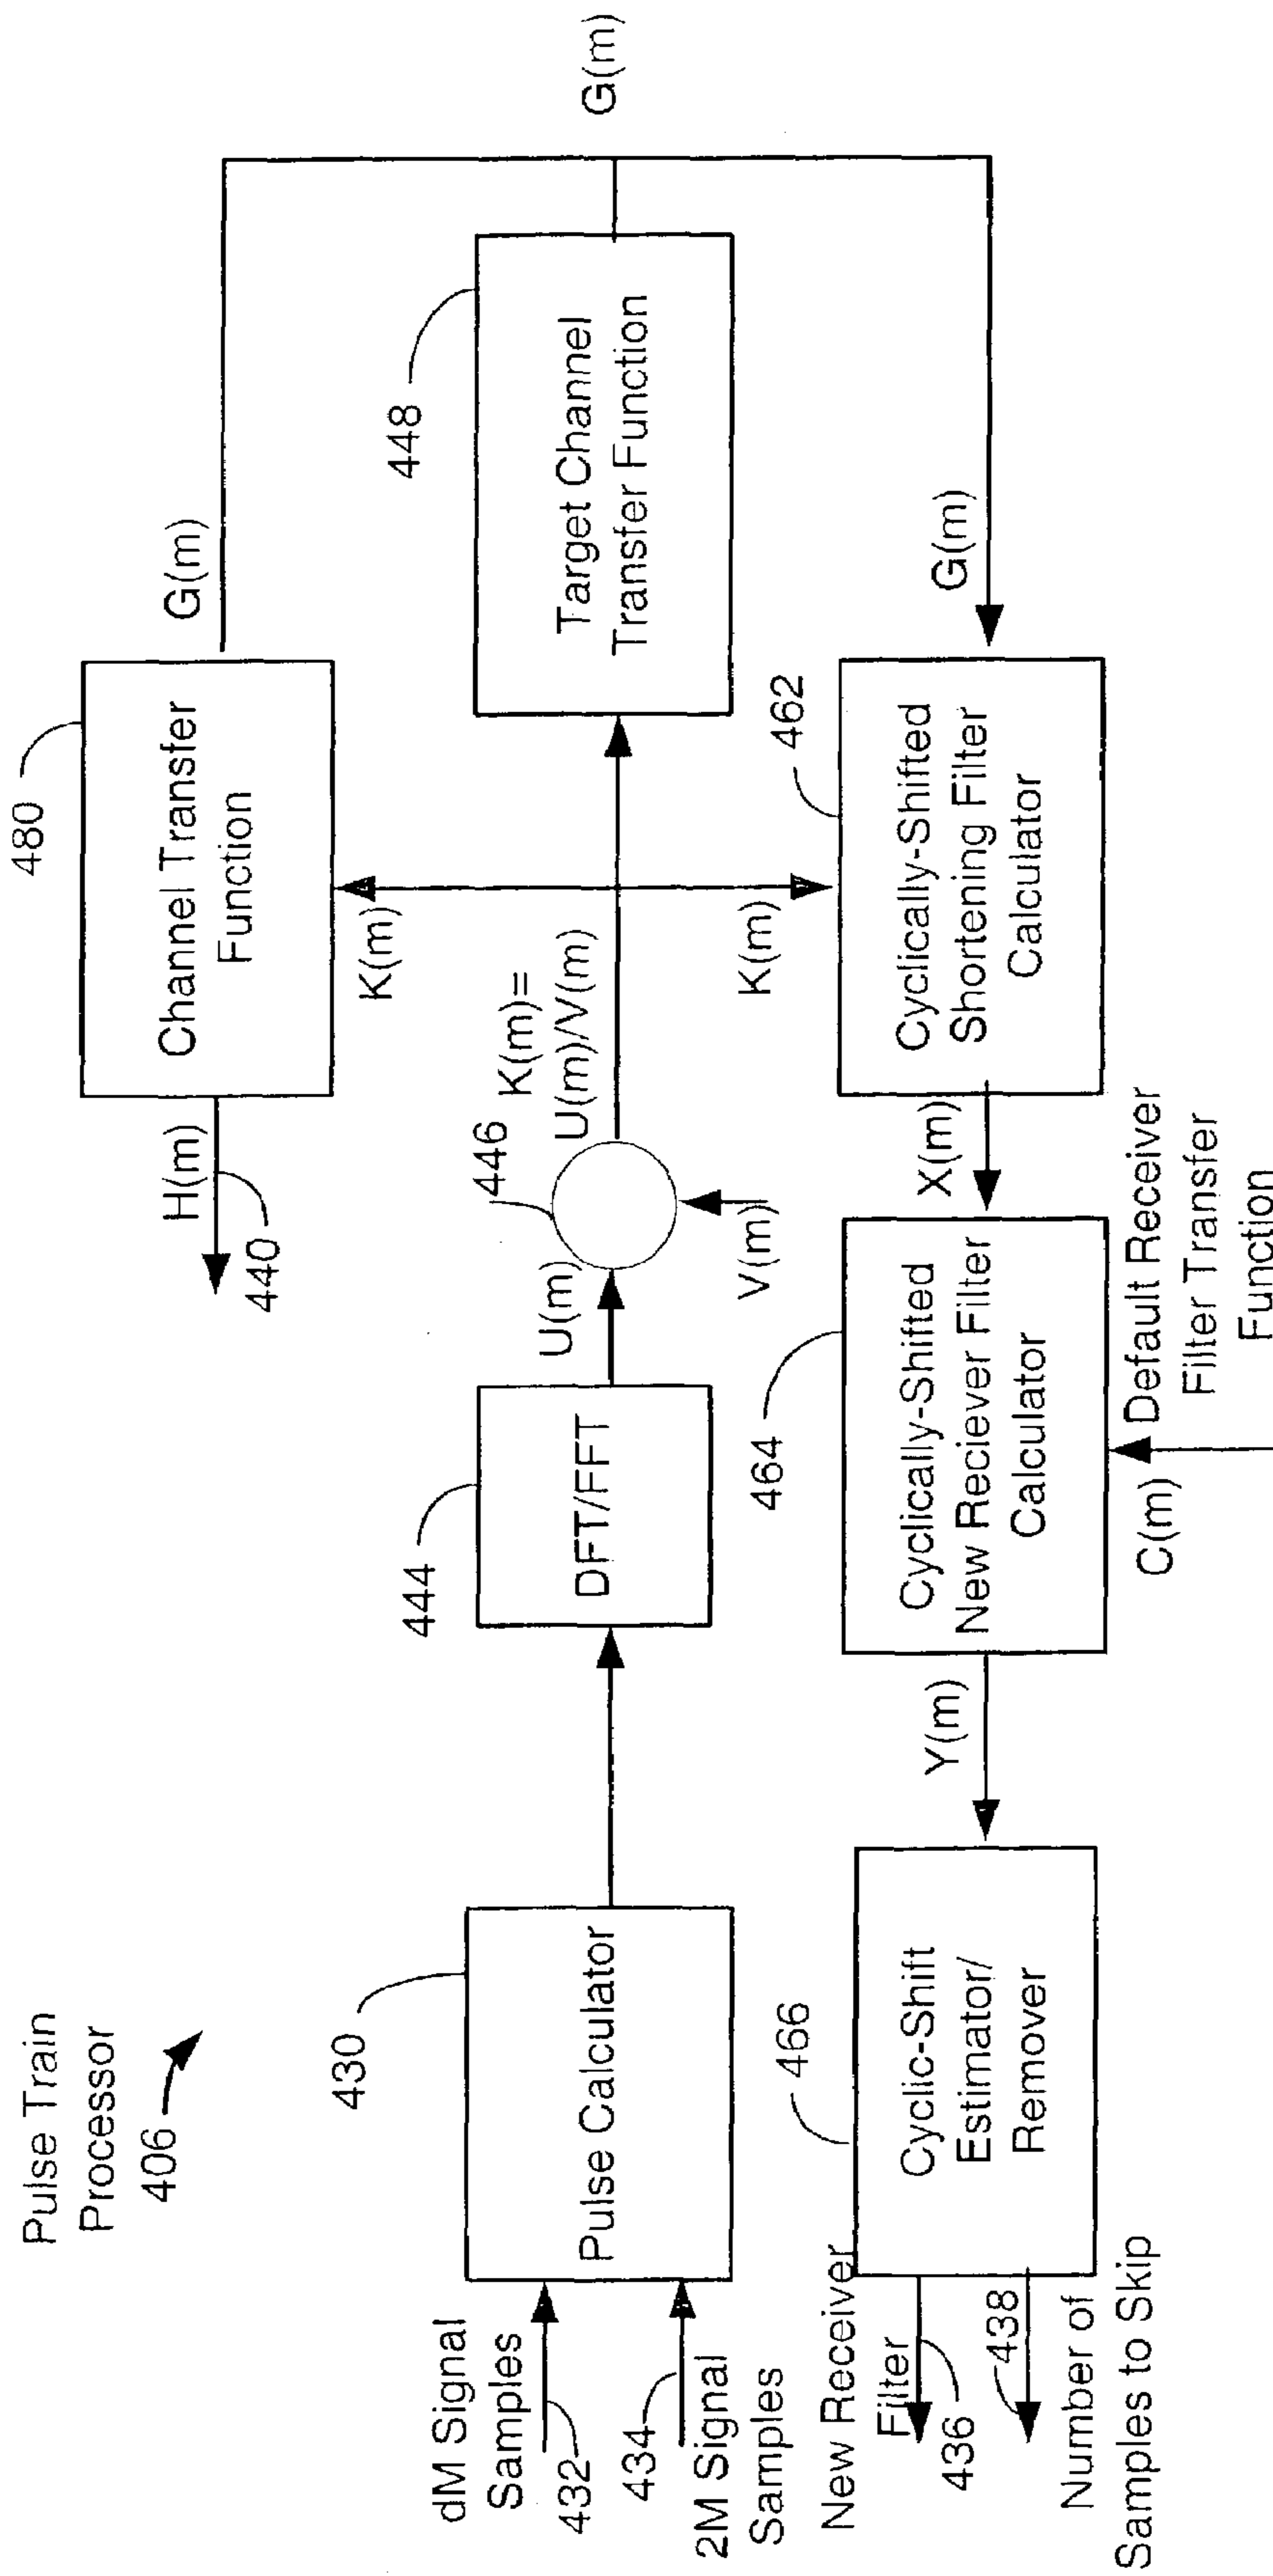 Pulse Train
Processor
406
dM Signal
Samples
432
434
2M Signal
Samples
430
Pulse Calculator
444
DFT/FFT
U(m)
446
V(m)
K(m)=
U(m)/V(m)
K(m)
K(m)
480
Channel Transfer
Function
H(m)
440
G(m)
448
Target Channel
Transfer Function
G(m)
G(m)
462
Cyclically-Shifted
Shortening Filter
Calculator
X(m)
464
Cyclically-Shifted
New Reciever Filter
Calculator
C(m)
Default Receiver
Filter Transfer
Function
Y(m)
466
Cyclic-Shift
Estimator/
Remover
New Receiver
Filter
436
438
Number of
Samples to Skip